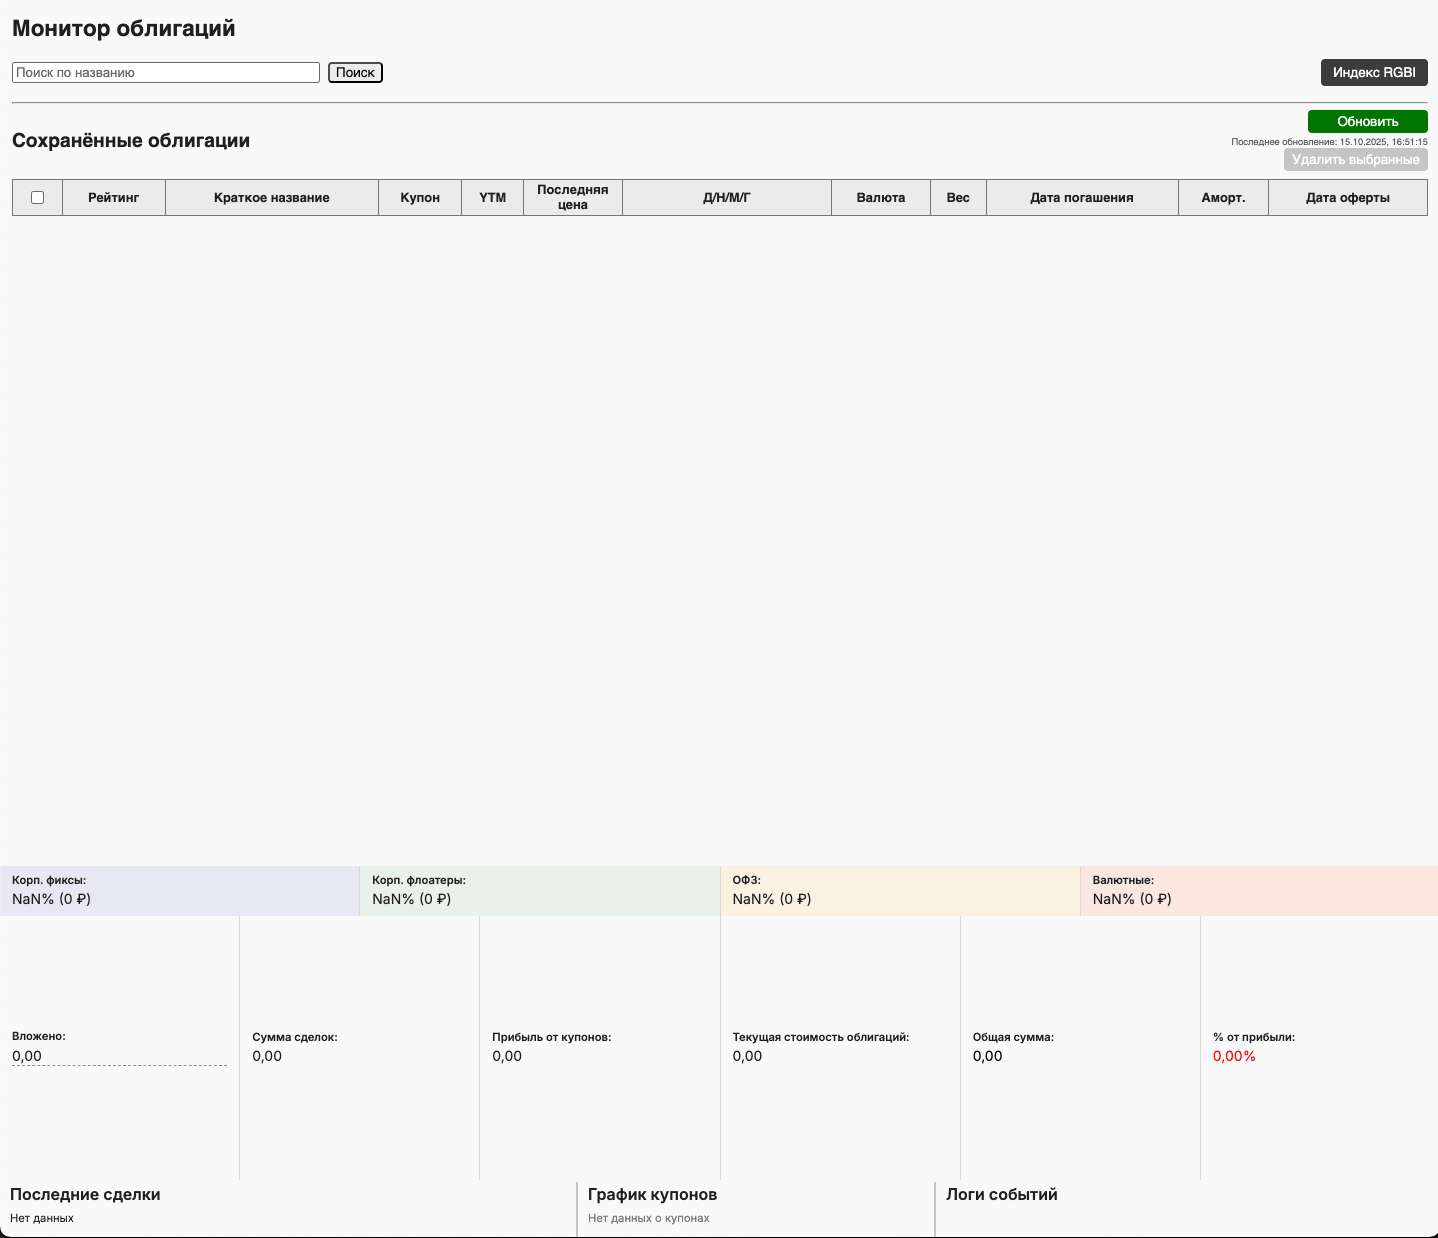 Монитор облигаций
Поиск по названию
Поиск
Индекс RGBI
Обновить
Сохранённые облигации
Последнее обновление: 15.10.2025, 16:51:15
Удалить выбранные
Рейтинг
Краткое название
Купон
YTM
Последняя
цена
Д/Н/М/Г
Валюта
Вес
Дата погашения
Аморт.
Дата оферты
Корп. фиксы:
NaN% (0 ₽)
Корп. флоатеры:
NaN% (0 ₽)
ОФЗ:
NaN% (0 ₽)
Валютные:
NaN% (0 ₽)
Вложено:
0,00
Сумма сделок:
0,00
Прибыль от купонов:
0,00
Текущая стоимость облигаций:
0,00
Общая сумма:
0,00
% от прибыли:
0,00%
Последние сделки
Нет данных
График купонов
Нет данных о купонах
Логи событий